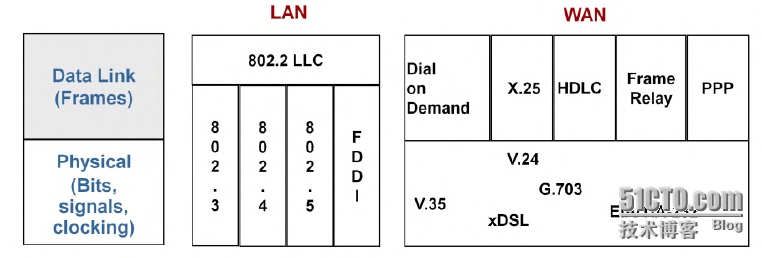 LAN
WAN
Data Link
(Frames)
Physical
(Bits,
signals,
clocking)
802.2 LLC
802.3
802.4
802.5
FDDI
Dial
on
Demand
X.25
HDLC
Frame
Relay
PPP
V.24
G.703
V.35
xDSL
51CTO.com
技术博客 Blog